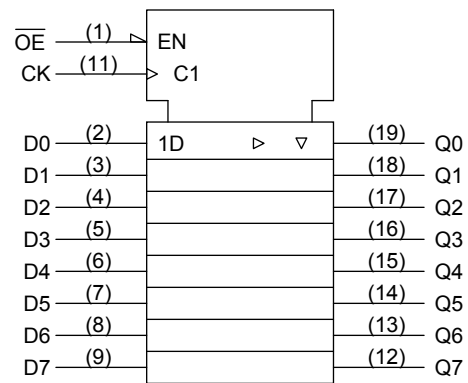 O̅E̅ (1) EN
CK (11) C1
D0 (2) 1D (19) Q0
D1 (3) (18) Q1
D2 (4) (17) Q2
D3 (5) (16) Q3
D4 (6) (15) Q4
D5 (7) (14) Q5
D6 (8) (13) Q6
D7 (9) (12) Q7